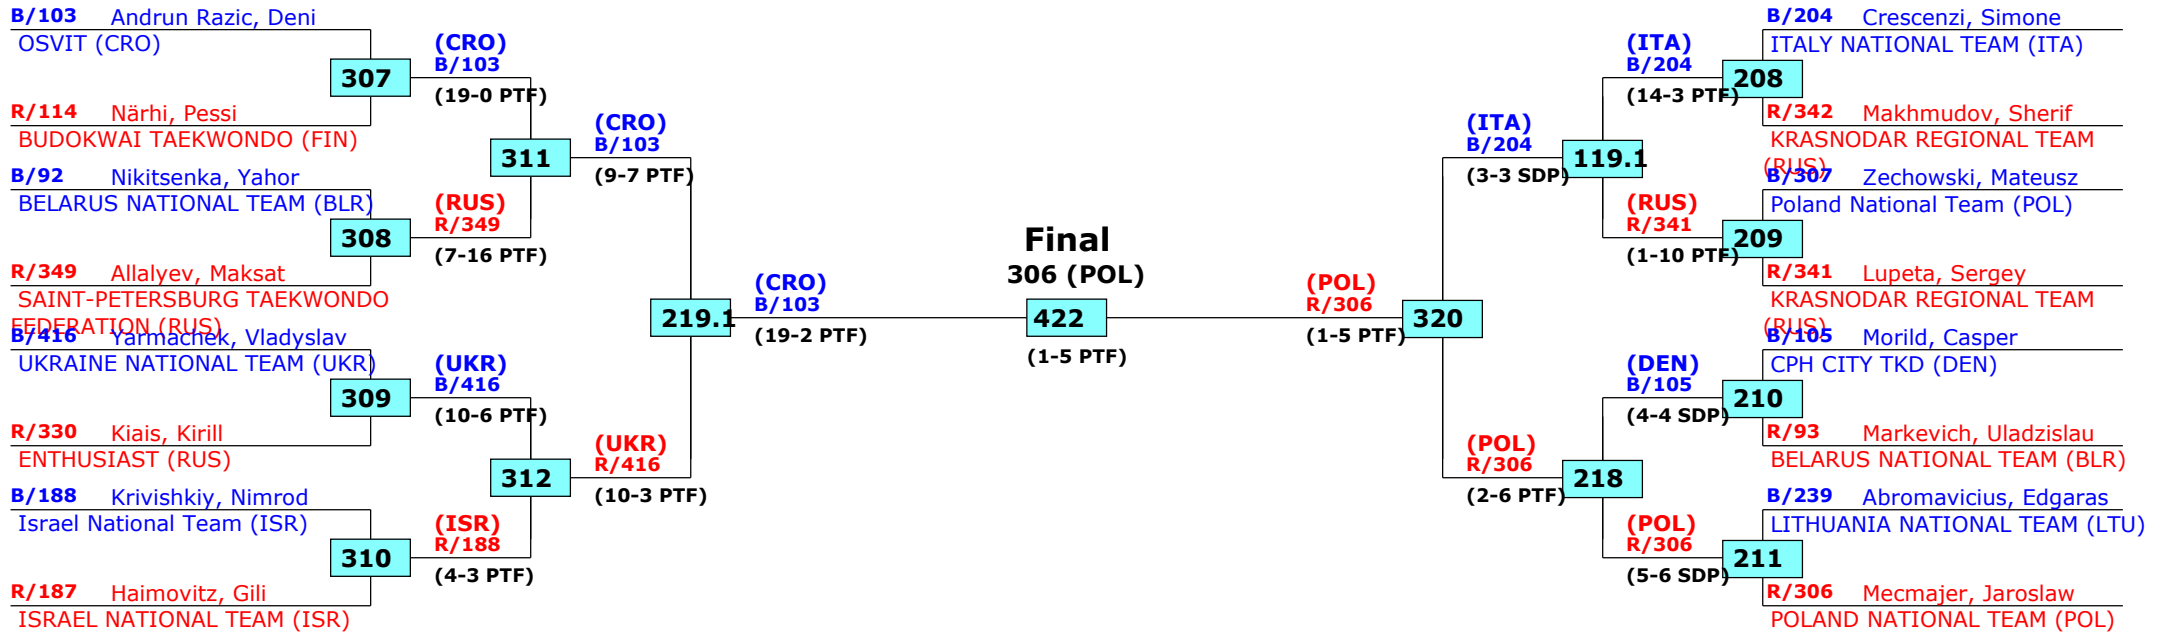 B/103 Andrun Razic, Deni
OSVIT (CRO)
307
R/114 Närhi, Pessi
BUDOKWAI TAEKWONDO (FIN)
(CRO)
B/103
(19-0 PTF)
311
B/92 Nikitsenka, Yahor
BELARUS NATIONAL TEAM (BLR)
308
R/349 Allalyev, Maksat
SAINT-PETERSBURG TAEKWONDO
FEDERATION (RUS)
(RUS)
R/349
(7-16 PTF)
(CRO)
B/103
(9-7 PTF)
B/416 Yarmachek, Vladyslav
UKRAINE NATIONAL TEAM (UKR)
309
R/330 Kiais, Kirill
ENTHUSIAST (RUS)
(UKR)
B/416
(10-6 PTF)
312
B/188 Krivishkiy, Nimrod
Israel National Team (ISR)
310
R/187 Haimovitz, Gili
ISRAEL NATIONAL TEAM (ISR)
(ISR)
R/188
(4-3 PTF)
(UKR)
R/416
(10-3 PTF)
219.1
(CRO)
B/103
(19-2 PTF)
Final
306 (POL)
422
(1-5 PTF)
(POL)
R/306
(1-5 PTF)
320
(ITA)
B/204
(3-3 SDP)
119.1
(ITA)
B/204
(14-3 PTF)
208
B/204 Crescenzi, Simone
ITALY NATIONAL TEAM (ITA)
R/342 Makhmudov, Sherif
KRASNODAR REGIONAL TEAM
(RUS)
(RUS)
R/341
(1-10 PTF)
209
B/307 Zechowski, Mateusz
Poland National Team (POL)
R/341 Lupeta, Sergey
KRASNODAR REGIONAL TEAM
(RUS)
(POL)
R/306
(2-6 PTF)
218
(DEN)
B/105
(4-4 SDP)
210
B/105 Morild, Casper
CPH CITY TKD (DEN)
R/93 Markevich, Uladzislau
BELARUS NATIONAL TEAM (BLR)
(POL)
R/306
(5-6 SDP)
211
B/239 Abromavicius, Edgaras
LITHUANIA NATIONAL TEAM (LTU)
R/306 Mecmajer, Jaroslaw
POLAND NATIONAL TEAM (POL)